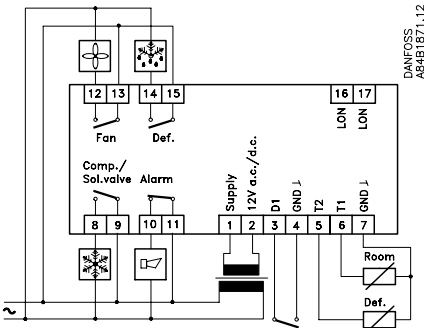 DANFOSS
A84B1871.12
12 13 14 15 16 17
LON LON
Fan Def.
Comp./
Sol.valve Alarm
Supply
12V a.c./d.c.
D1
GND
T2
T1
GND
8 9 10 11 1 2 3 4 5 6 7
Room
Def.
~